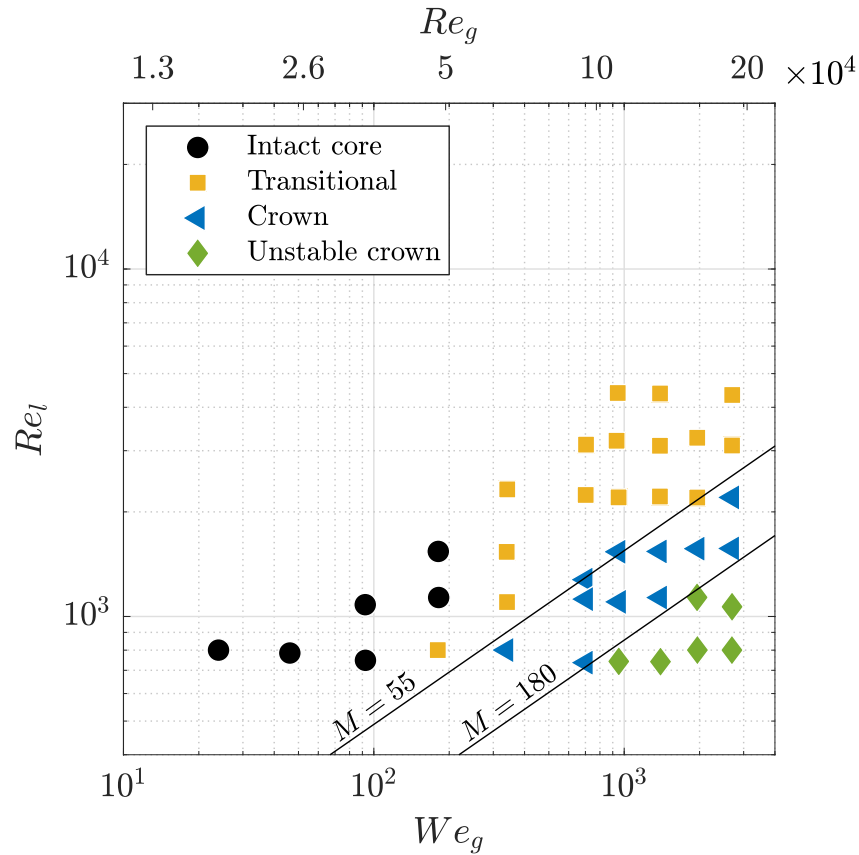 Re_g
1.3 2.6 5 10 20 ×10^4
Intact core
Transitional
Crown
Unstable crown
10^4
Re_l
10^3
M = 55
M = 180
10^1 10^2 10^3
We_g